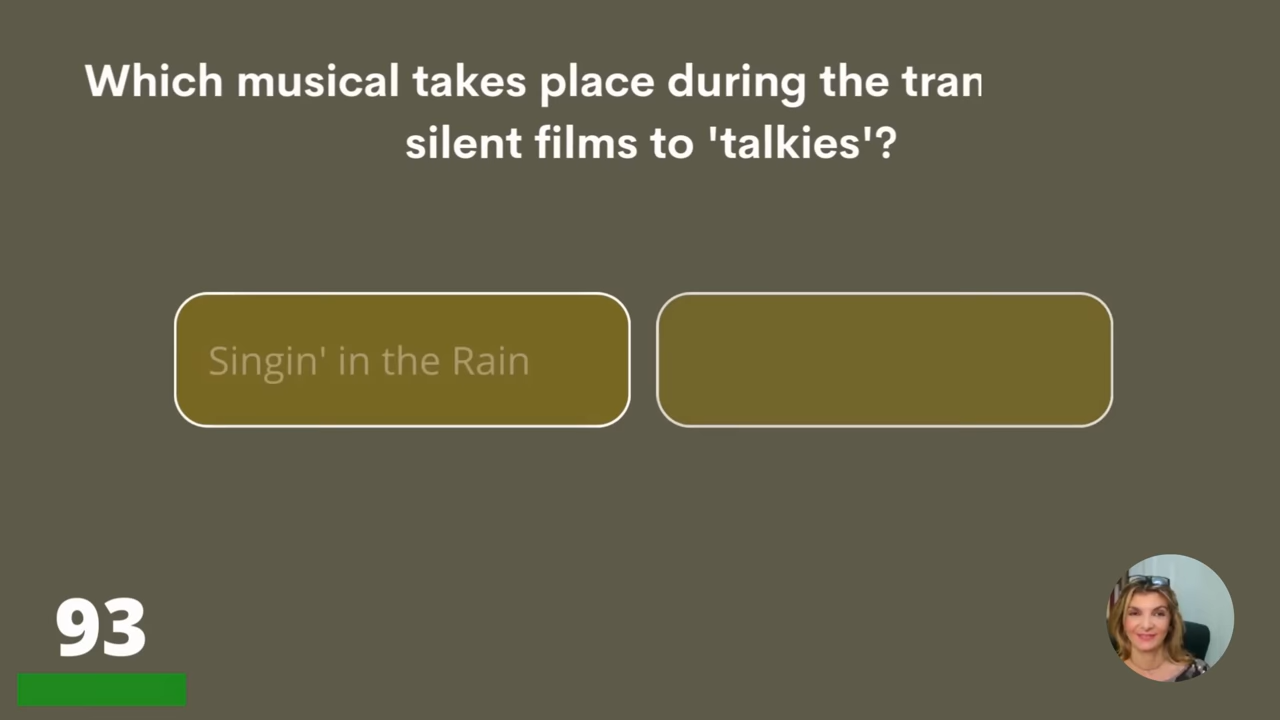 Which musical takes place during the tran
silent films to 'talkies'?
Singin' in the Rain
93